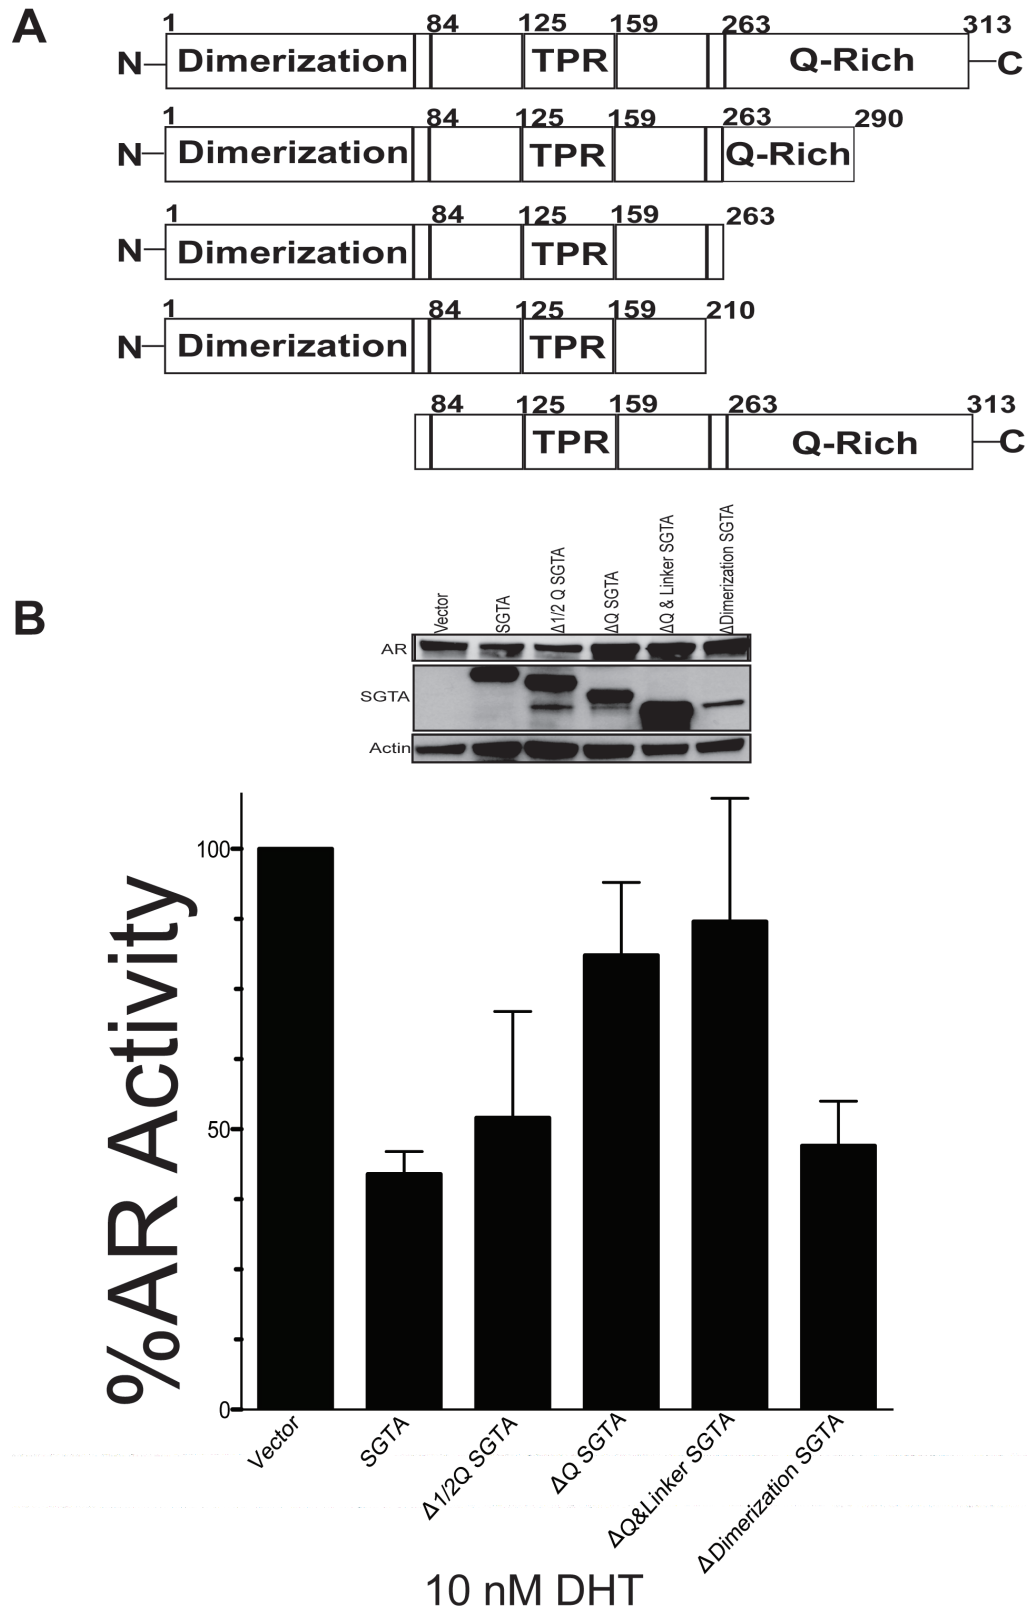 A
1 84 125 159 263 313
N Dimerization TPR Q-Rich C
1 84 125 159 263 290
N Dimerization TPR Q-Rich
1 84 125 159 263
N Dimerization TPR
1 84 125 159 210
N Dimerization TPR
84 125 159 263 313
TPR Q-Rich C
B
Vector
SGTA
Δ1/2 Q SGTA
ΔQ SGTA
ΔQ & Linker SGTA
ΔDimerization SGTA
AR
SGTA
Actin
%AR Activity
100
50
0
Vector
SGTA
Δ1/2Q SGTA
ΔQ SGTA
ΔQ&Linker SGTA
ΔDimerization SGTA
10 nM DHT